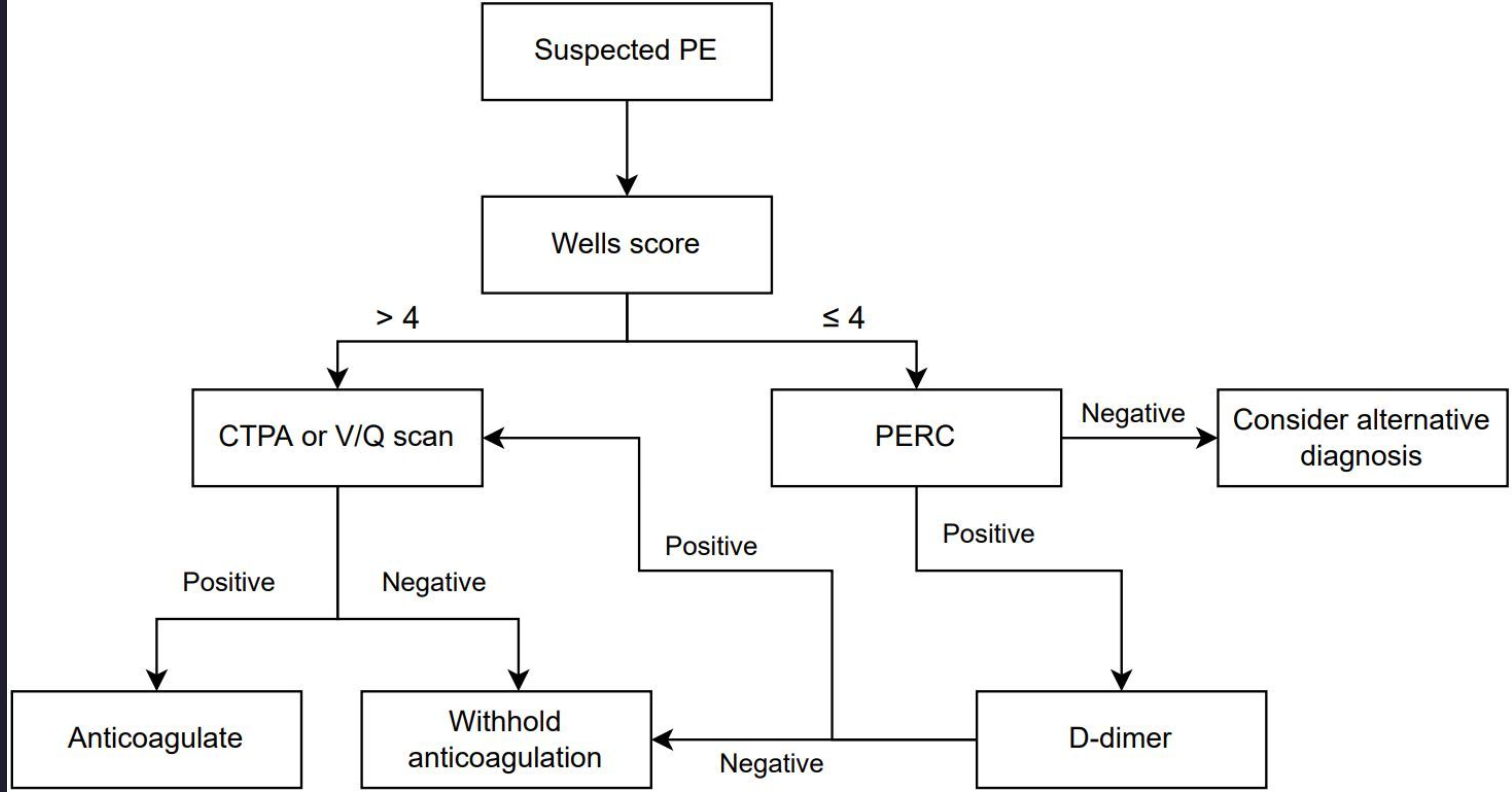 Suspected PE
Wells score
> 4
≤ 4
CTPA or V/Q scan
PERC
Negative
Consider alternative
diagnosis
Positive
Positive
Positive
Negative
Anticoagulate
Withhold
anticoagulation
Negative
D-dimer